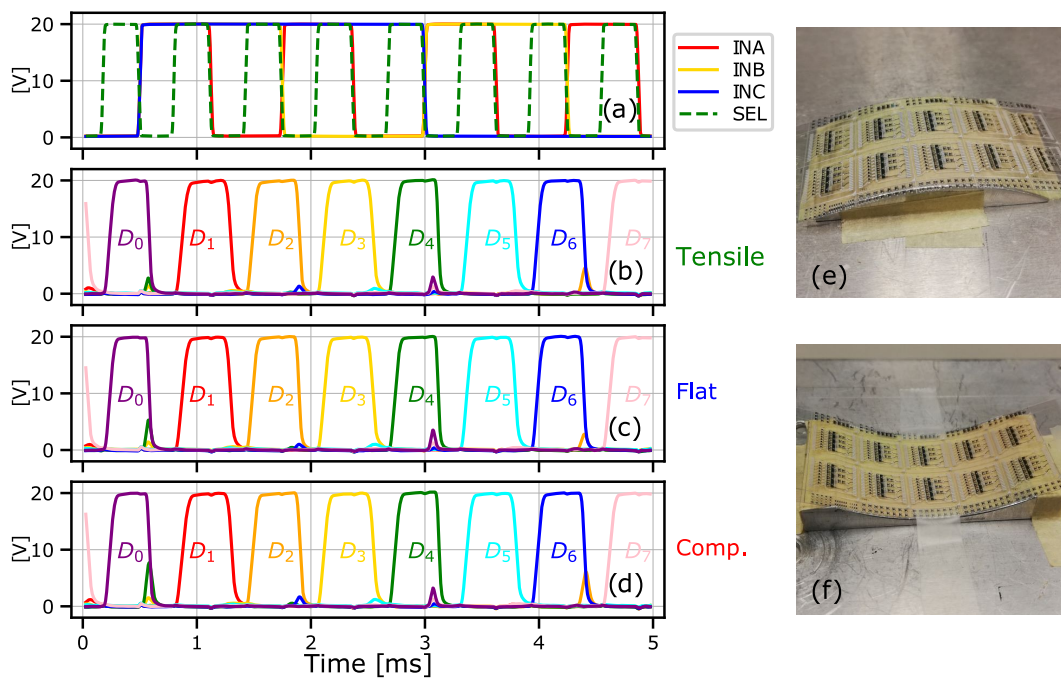 20
10
0
[V]
(a)
INA
INB
INC
SEL
20
10
0
[V]
D0
D1
D2
D3
D4
D5
D6
D7
(b)
Tensile
20
10
0
[V]
D0
D1
D2
D3
D4
D5
D6
D7
(c)
Flat
20
10
0
[V]
D0
D1
D2
D3
D4
D5
D6
D7
(d)
Comp.
0 1 2 3 4 5
Time [ms]
(e)
(f)